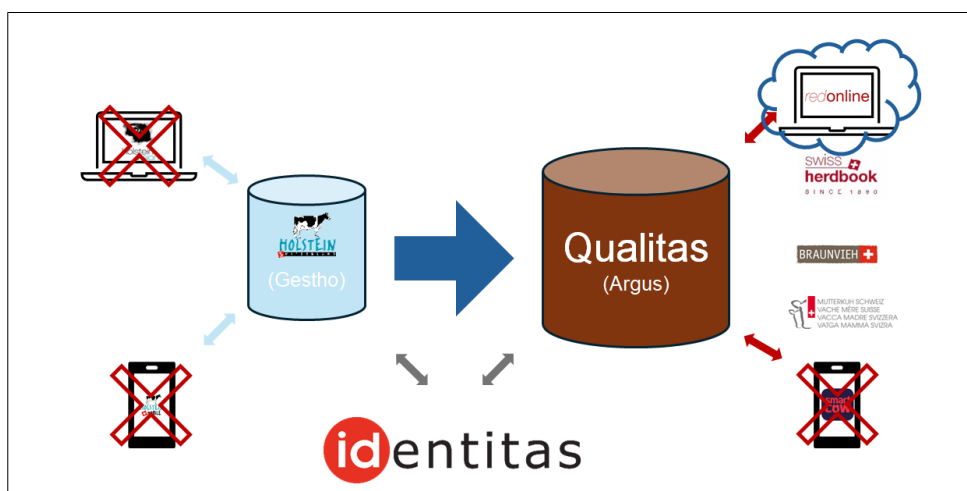 redonline
swiss
herdbook
SINCE 1890
HOLSTEIN
(Gestho)
Qualitas
(Argus)
BRAUNVIEH
MUTTERKUH SCHWEIZ
VACHE MÈRE SUISSE
VACCA MADRE SVIZZERA
VATGA MAMMA SVIZRA
smart
cow
identitas